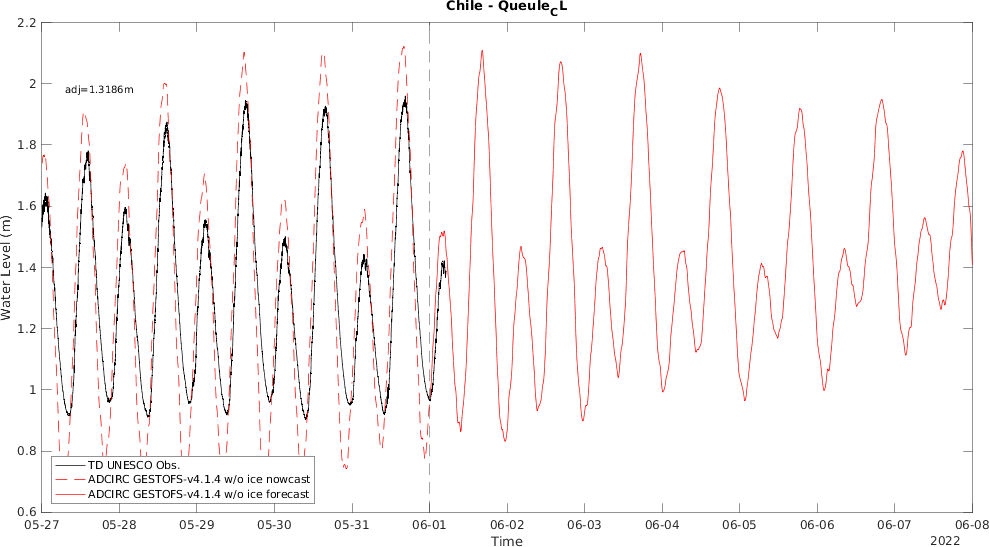 Chile - Queule_CL
2.2
2
1.8
1.6
1.4
1.2
1
0.8
0.6
Water Level (m)
adj=1.3186m
TD UNESCO Obs.
ADCIRC GESTOFS-v4.1.4 w/o ice nowcast
ADCIRC GESTOFS-v4.1.4 w/o ice forecast
05-27 05-28 05-29 05-30 05-31 06-01 06-02 06-03 06-04 06-05 06-06 06-07 06-08
Time
2022